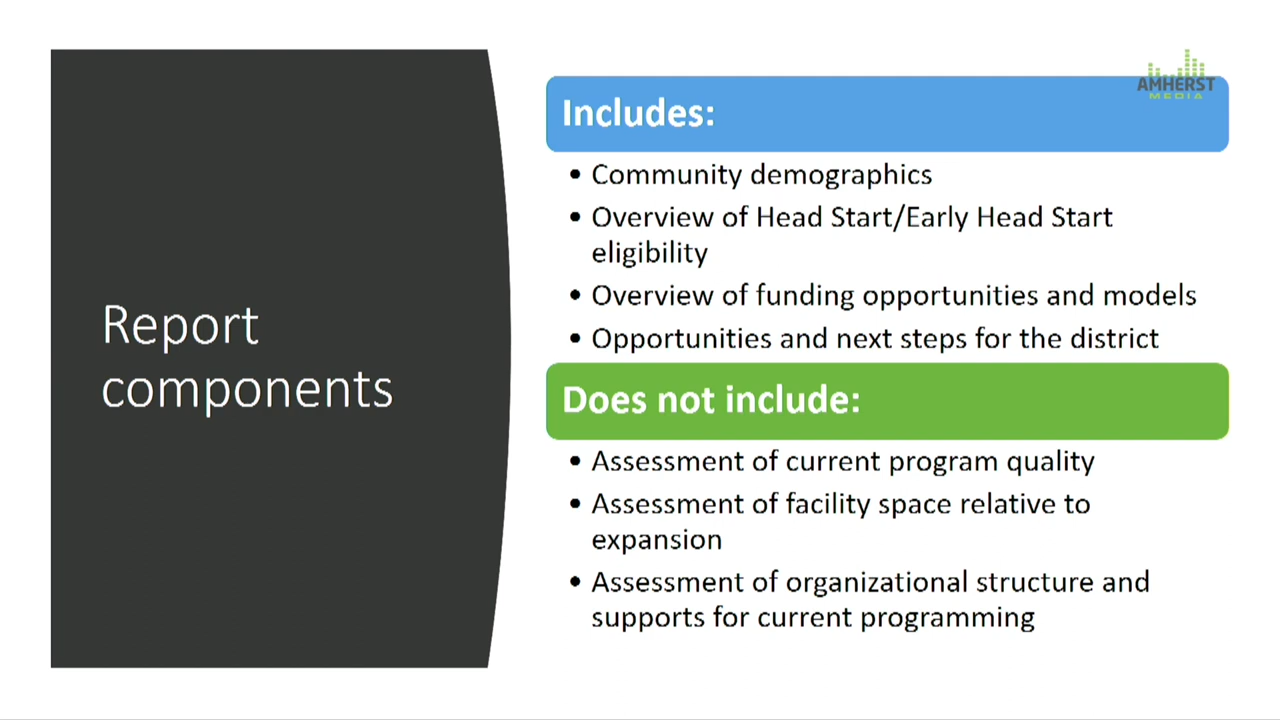 AMHERST
MEDIA
Report
components
Includes:
• Community demographics
• Overview of Head Start/Early Head Start
eligibility
• Overview of funding opportunities and models
• Opportunities and next steps for the district
Does not include:
• Assessment of current program quality
• Assessment of facility space relative to
expansion
• Assessment of organizational structure and
supports for current programming